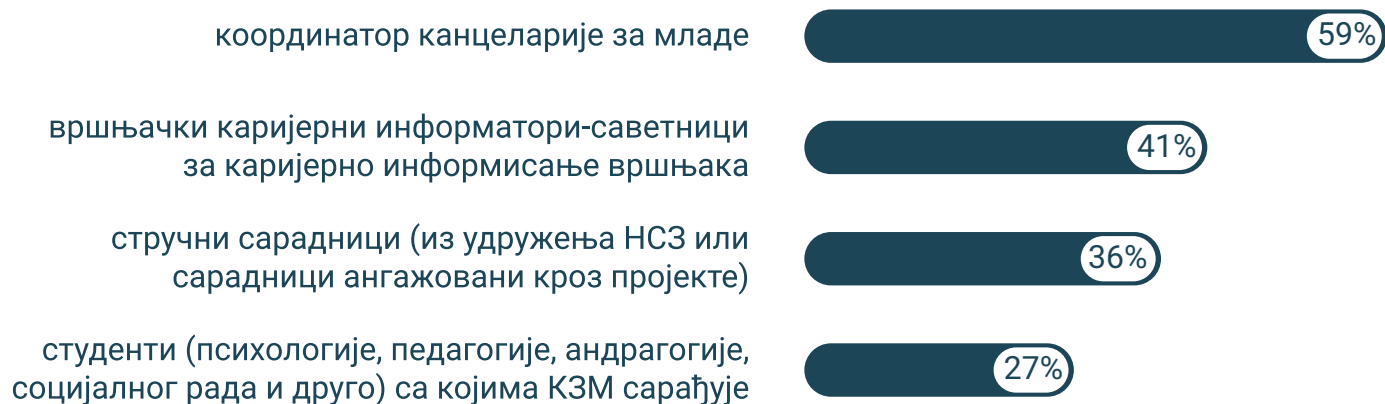 координатор канцеларије за младе
59%
вршњачки каријерни информатори-саветници
за каријерно информисање вршњака
41%
стручни сарадници (из удружења НСЗ или
сарадници ангажовани кроз пројекте)
36%
студенти (психологије, педагогије, андрагогије,
социјалног рада и друго) са којима КЗМ сарађује
27%